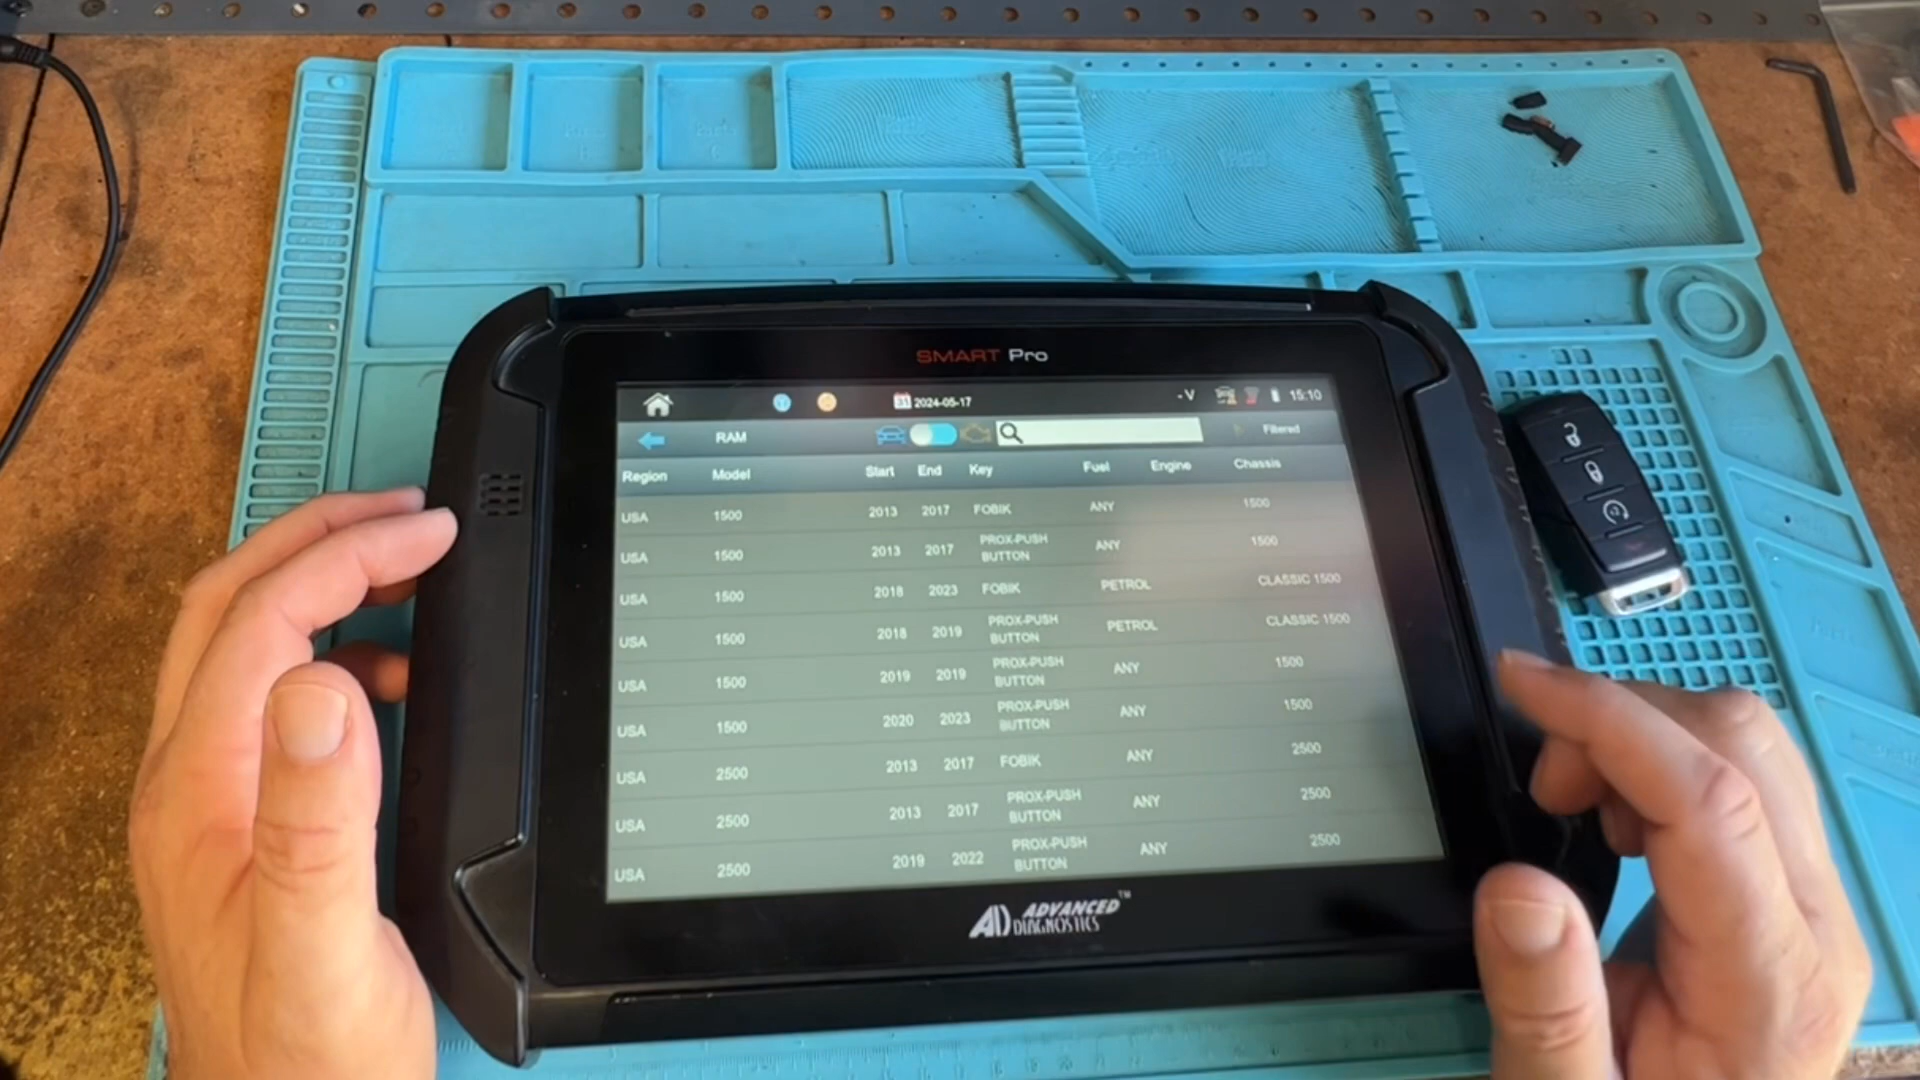 SMART Pro
31 2024-05-17 - V 15:10
RAM Filtered
Region Model Start End Key Fuel Engine Chassis
USA 1500 2013 2017 FOBIK ANY 1500
USA 1500 2013 2017 PROX-PUSH BUTTON ANY 1500
USA 1500 2018 2023 FOBIK PETROL CLASSIC 1500
USA 1500 2018 2019 PROX-PUSH BUTTON PETROL CLASSIC 1500
USA 1500 2019 2019 PROX-PUSH BUTTON ANY 1500
USA 1500 2020 2023 PROX-PUSH BUTTON ANY 1500
USA 2500 2013 2017 FOBIK ANY 2500
USA 2500 2013 2017 PROX-PUSH BUTTON ANY 2500
USA 2500 2019 2022 PROX-PUSH BUTTON ANY 2500
AD ADVANCED DIAGNOSTICS™